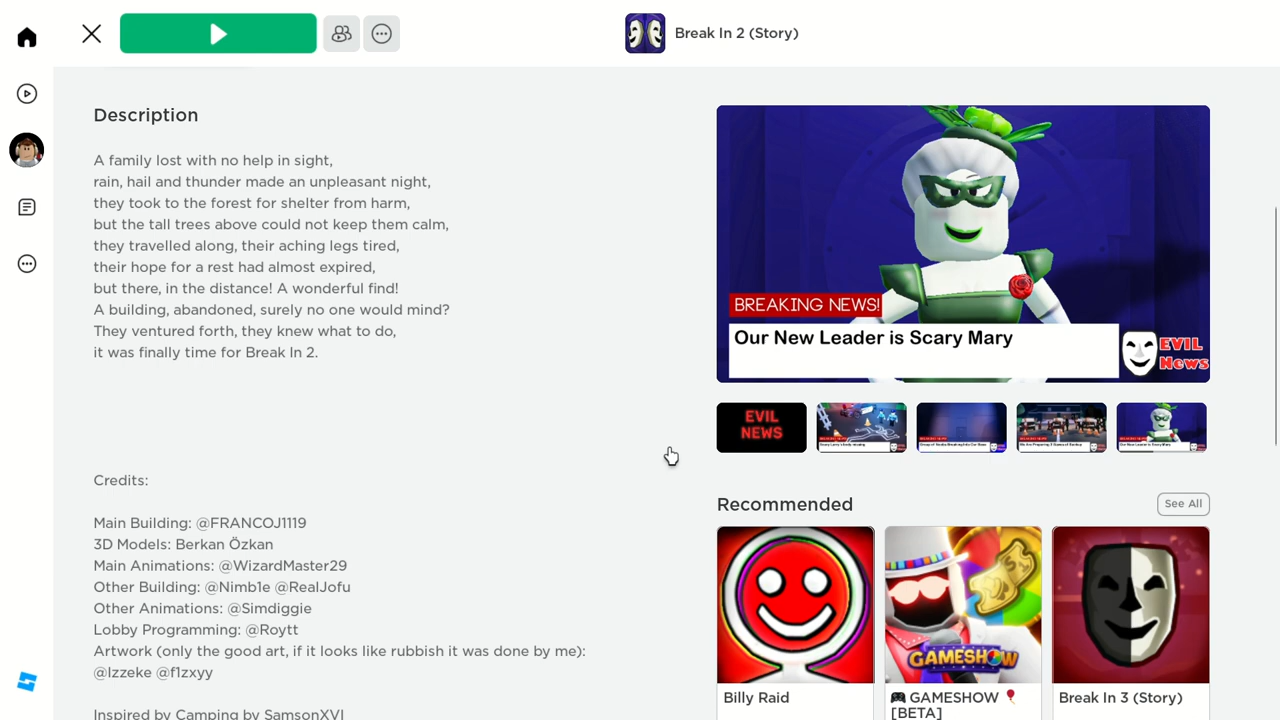 Break In 2 (Story)
Description
A family lost with no help in sight,
rain, hail and thunder made an unpleasant night,
they took to the forest for shelter from harm,
but the tall trees above could not keep them calm,
they travelled along, their aching legs tired,
their hope for a rest had almost expired,
but there, in the distance! A wonderful find!
A building, abandoned, surely no one would mind?
They ventured forth, they knew what to do,
it was finally time for Break In 2.
Credits:
Main Building: @FRANCOJ1119
3D Models: Berkan Özkan
Main Animations: @WizardMaster29
Other Building: @Nimb1e @RealJofu
Other Animations: @Simdiggie
Lobby Programming: @Roytt
Artwork (only the good art, if it looks like rubbish it was done by me):
@Izzeke @f1zxyy
Inspired by Camping by SamsonXVI
BREAKING NEWS!
Our New Leader is Scary Mary
EVIL
News
EVIL
NEWS
Recommended
See All
GAMESHOW
Billy Raid
🎮 GAMESHOW 🎈
[BETA]
Break In 3 (Story)